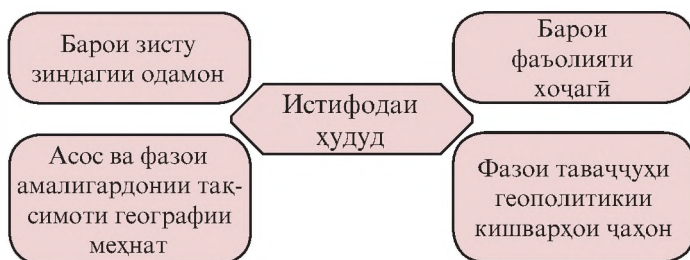 Барои зисту
зиндагии одамон
Барои
фаъолияти
хоҷагӣ
Истифодаи
ҳудуд
Асос ва фазои
амалигардонии тақ-
симоти географии
меҳнат
Фазои таваҷҷуҳи
геополитикии
кишварҳои ҷаҳон